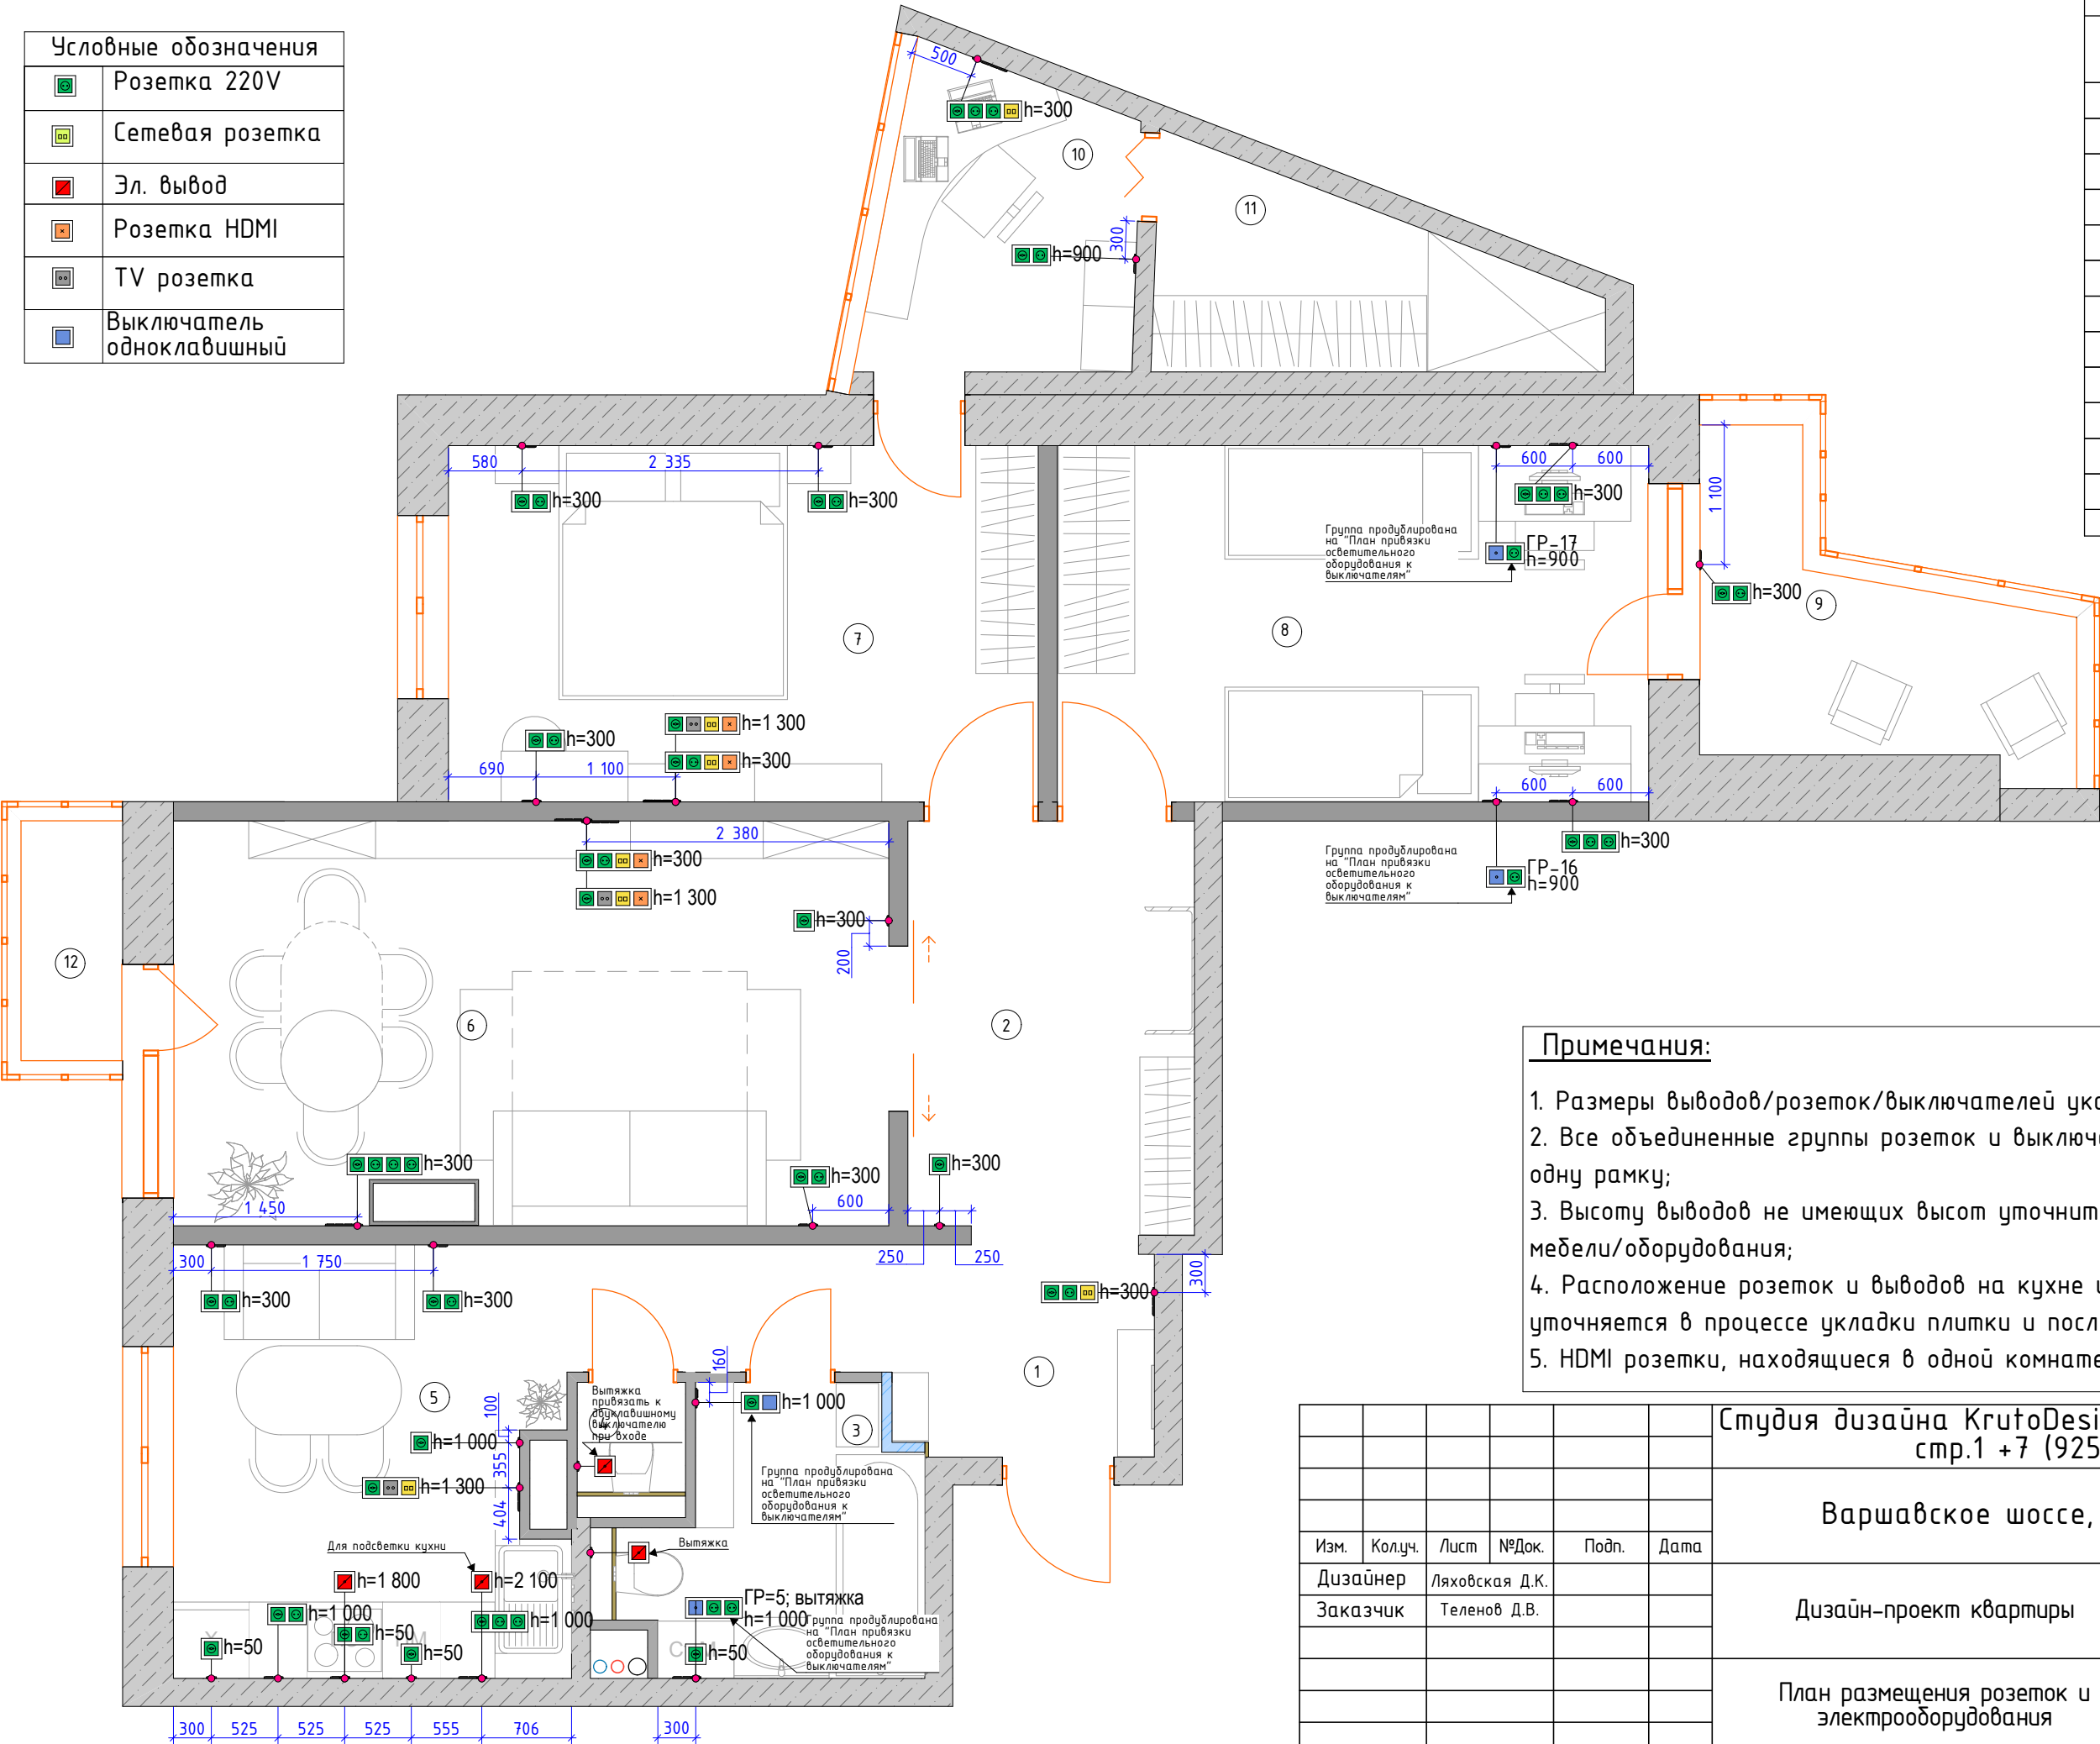 Условные обозначения
Розетка 220V
Сетевая розетка
Эл. вывод
Розетка HDMI
TV розетка
Выключатель
одноклавишный
500
h=300
10
11
300
h=900
580
2 335
h=300
h=300
600
600
h=300
1 100
Группа продублирована
на "План привязки
осветительного
оборудования к
выключателям"
ГР-17
h=900
h=300
9
7
8
h=1 300
h=300
h=300
690
1 100
600
600
2 380
h=300
h=1 300
h=300
200
h=300
Группа продублирована
на "План привязки
осветительного
оборудования к
выключателям"
ГР-16
h=900
12
6
2
h=300
h=300
h=300
1 450
600
250
250
300
1 750
h=300
h=300
h=300
300
1
160
5
100
355
404
h=1 000
h=1 300
Вытяжка
привязать к
двуклавишному
выключателю
при входе
4
h=1 000
3
Группа продублирована
на "План привязки
осветительного
оборудования к
выключателям"
Для подсветки кухни
Вытяжка
h=1 800
h=2 100
h=1 000
h=50
h=1 000
h=50
h=50
ГР=5; вытяжка
h=1 000
Группа продублирована
на "План привязки
осветительного
оборудования к
выключателям"
h=50
300
525
525
525
555
706
300
Примечания:
1. Размеры выводов/розеток/выключателей
2. Все объединенные группы розеток и
одну рамку;
3. Высоту выводов не имеющих высот
мебели/оборудования;
4. Расположение розеток и выводов на кухне
уточняется в процессе укладки плитки и
5. HDMI розетки, находящиеся в одной
Студия дизайна
стр.1 +7 (925
Варшавское шоссе,
Изм.
Кол.уч.
Лист
№Док.
Подп.
Дата
Дизайнер
Ляховская Д.К.
Заказчик
Теленов Д.В.
Дизайн-проект квартиры
План размещения розеток и
электрооборудования